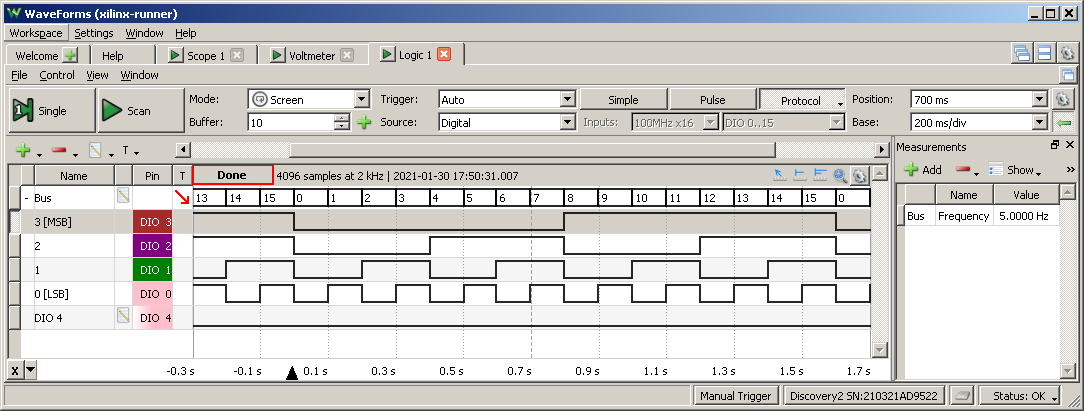 WaveForms (xilinx-runner)
Workspace Settings Window Help
Welcome Help Scope 1 Voltmeter Logic 1
File Control View Window
Single Scan Mode: Screen Trigger: Auto Simple Pulse Protocol Position: 700 ms
Buffer: 10 Source: Digital Inputs: 100MHz x16 DIO 0..15 Base: 200 ms/div
T Measurements
Name Pin T Done 4096 samples at 2 kHz | 2021-01-30 17:50:31.007 Add Show »
- Bus 13 14 15 0 1 2 3 4 5 6 7 8 9 10 11 12 13 14 15 0 Name Value
3 [MSB] DIO 3 Bus Frequency 5.0000 Hz
2 DIO 2
1 DIO 1
0 [LSB] DIO 0
DIO 4 DIO 4
X -0.3 s -0.1 s 0.1 s 0.3 s 0.5 s 0.7 s 0.9 s 1.1 s 1.3 s 1.5 s 1.7 s
Manual Trigger Discovery2 SN:210321AD9522 Status: OK